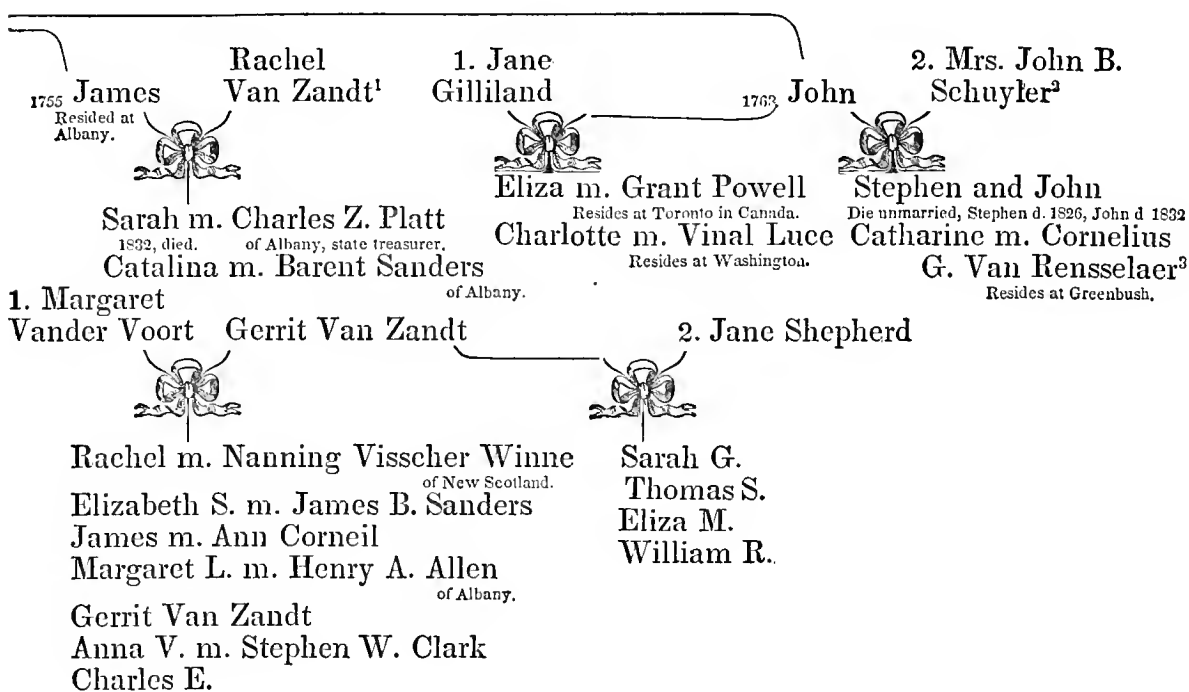 Rachel 1. Jane 2. Mrs. John B.
1755 James Van Zandt¹ Gilliland 1763 John Schuyler²
Resided at
Albany.
Eliza m. Grant Powell Stephen and John
Resides at Toronto in Canada. Die unmarried, Stephen d. 1826, John d 1832
Sarah m. Charles Z. Platt Charlotte m. Vinal Luce Catharine m. Cornelius
1832, died. of Albany, state treasurer. Resides at Washington.
Catalina m. Barent Sanders G. Van Rensselaer³
of Albany. Resides at Greenbush.
1. Margaret
Vander Voort Gerrit Van Zandt 2. Jane Shepherd
Rachel m. Nanning Visscher Winne Sarah G.
of New Scotland.
Elizabeth S. m. James B. Sanders Thomas S.
James m. Ann Corneil Eliza M.
Margaret L. m. Henry A. Allen William R.
of Albany.
Gerrit Van Zandt
Anna V. m. Stephen W. Clark
Charles E.